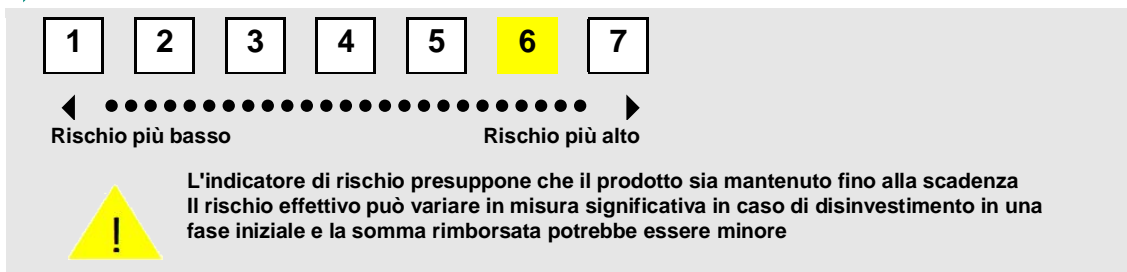 1 2 3 4 5 6 7
Rischio più basso Rischio più alto
L'indicatore di rischio presuppone che il prodotto sia mantenuto fino alla scadenza
Il rischio effettivo può variare in misura significativa in caso di disinvestimento in una
fase iniziale e la somma rimborsata potrebbe essere minore
!